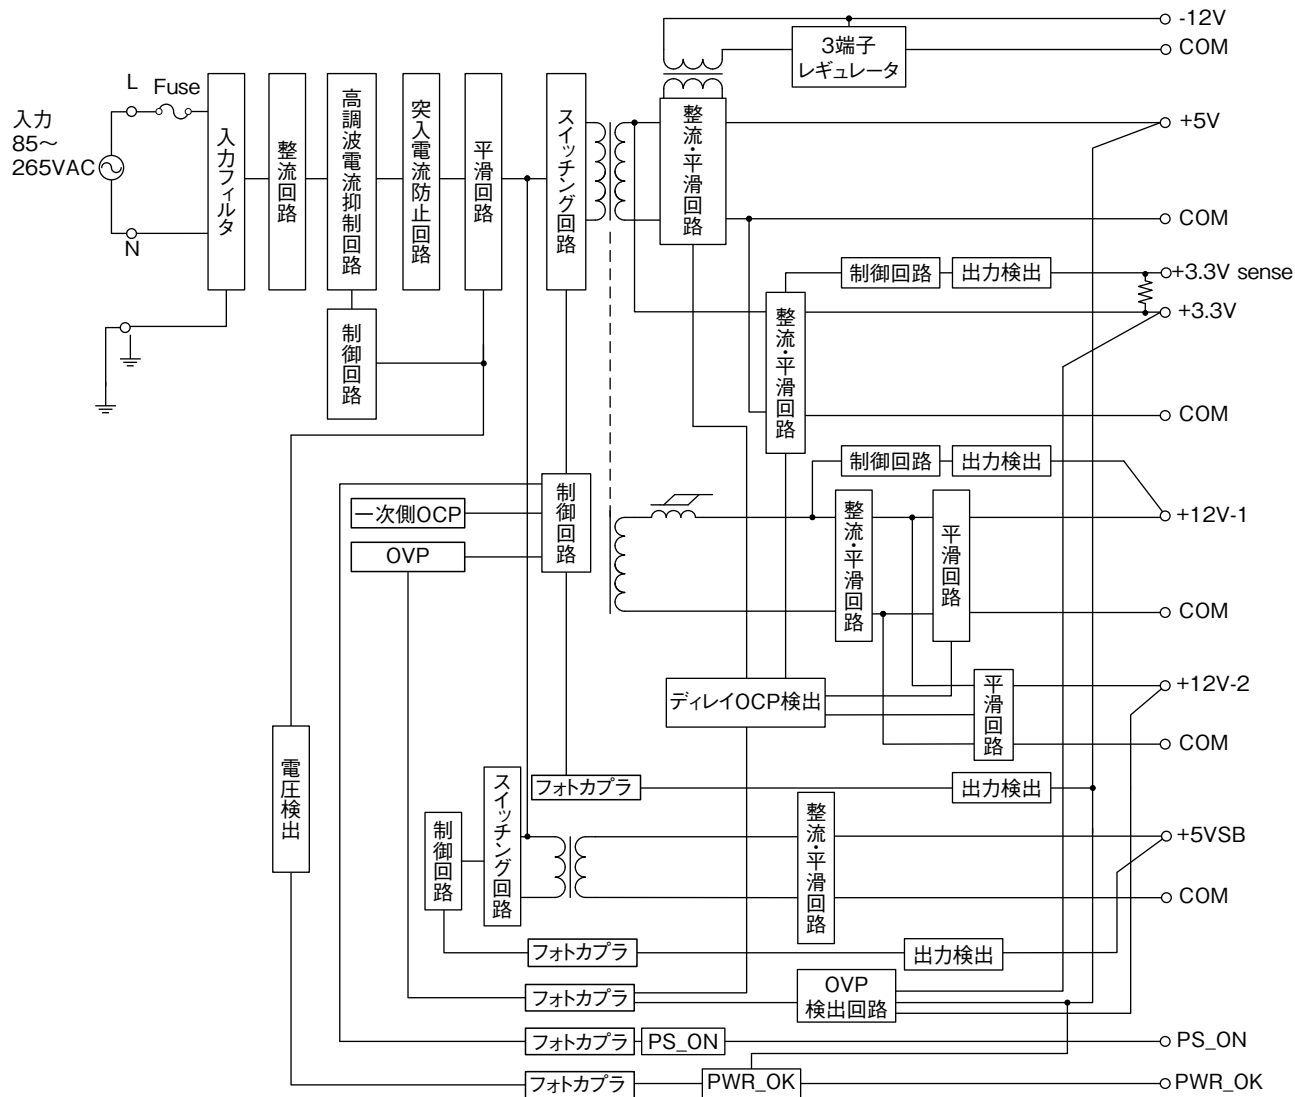 入力
85～
265VAC
L
Fuse
N
入力フィルタ
整流回路
高調波電流抑制回路
制御回路
突入電流防止回路
平滑回路
スイッチング回路
整流・平滑回路
3端子
レギュレータ
-12V
COM
+5V
COM
制御回路
出力検出
+3.3V sense
+3.3V
整流・平滑回路
COM
制御回路
出力検出
一次側OCP
OVP
制御回路
整流・平滑回路
平滑回路
+12V-1
COM
ディレイOCP検出
平滑回路
+12V-2
COM
電圧検出
フォトカプラ
出力検出
制御回路
スイッチング回路
整流・平滑回路
+5VSB
COM
フォトカプラ
出力検出
フォトカプラ
OVP
検出回路
フォトカプラ
PS_ON
PS_ON
フォトカプラ
PWR_OK
PWR_OK